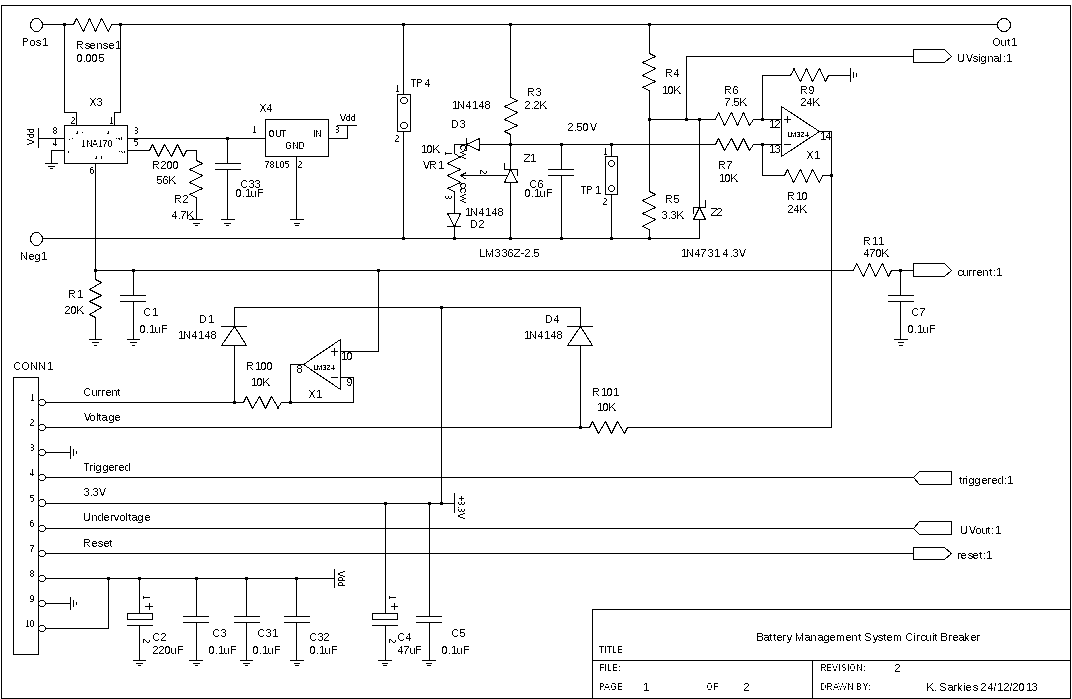 Pos1
Rsense1
0.005
Out1
UVsignal:1
X3
2
1
8
4
3
5
6
Vdd
1NA170
X4
1
OUT
IN
GND
3
Vdd
78L05
2
R200
56K
R2
4.7K
C33
0.1uF
TP4
1
2
1N4148
D3
R3
2.2K
10K
VR1
1
2
3
CCW
Z1
C6
0.1uF
1N4148
D2
2.50V
TP1
1
2
R4
10K
R6
7.5K
R9
24K
12
13
14
LM324
X1
R7
10K
R10
24K
R5
3.3K
Z2
Neg1
LM336Z-2.5
1N4731 4.3V
R11
470K
current:1
R1
20K
C1
0.1uF
C7
0.1uF
D1
1N4148
D4
1N4148
R100
10K
8
10
9
LM324
X1
R101
10K
CONN1
1
Current
2
Voltage
3
4
Triggered
triggered:1
5
3.3V
+3.3V
6
Undervoltage
UVout:1
7
Reset
reset:1
8
Vdd
9
10
1
2
C2
220uF
C3
0.1uF
C31
0.1uF
C32
0.1uF
1
2
C4
47uF
C5
0.1uF
TITLE
Battery Management System Circuit Breaker
FILE:
REVISION: 2
PAGE 1 OF 2
DRAWN BY: K. Sarkies 24/12/2013